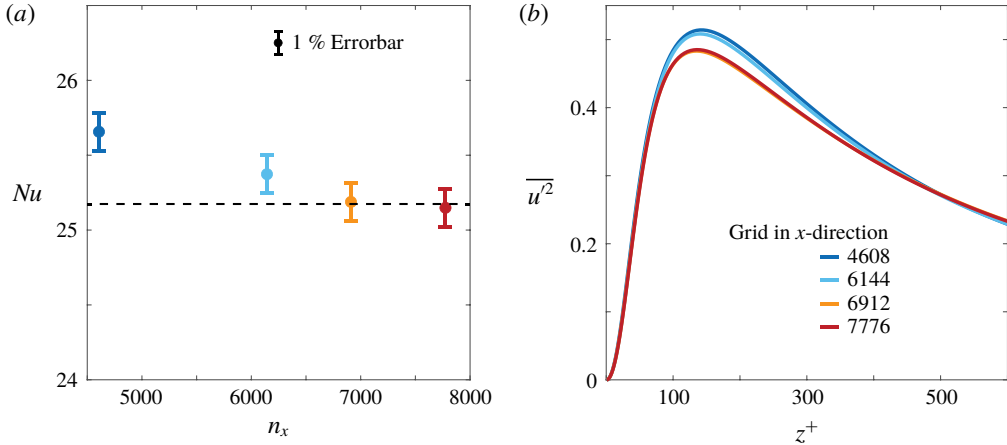 (a)
1 % Errorbar
26
Nu
25
24
5000 6000 7000 8000
n_x
(b)
0.4
\overline{u'^2}
0.2
0
Grid in x-direction
4608
6144
6912
7776
100 300 500
z^+